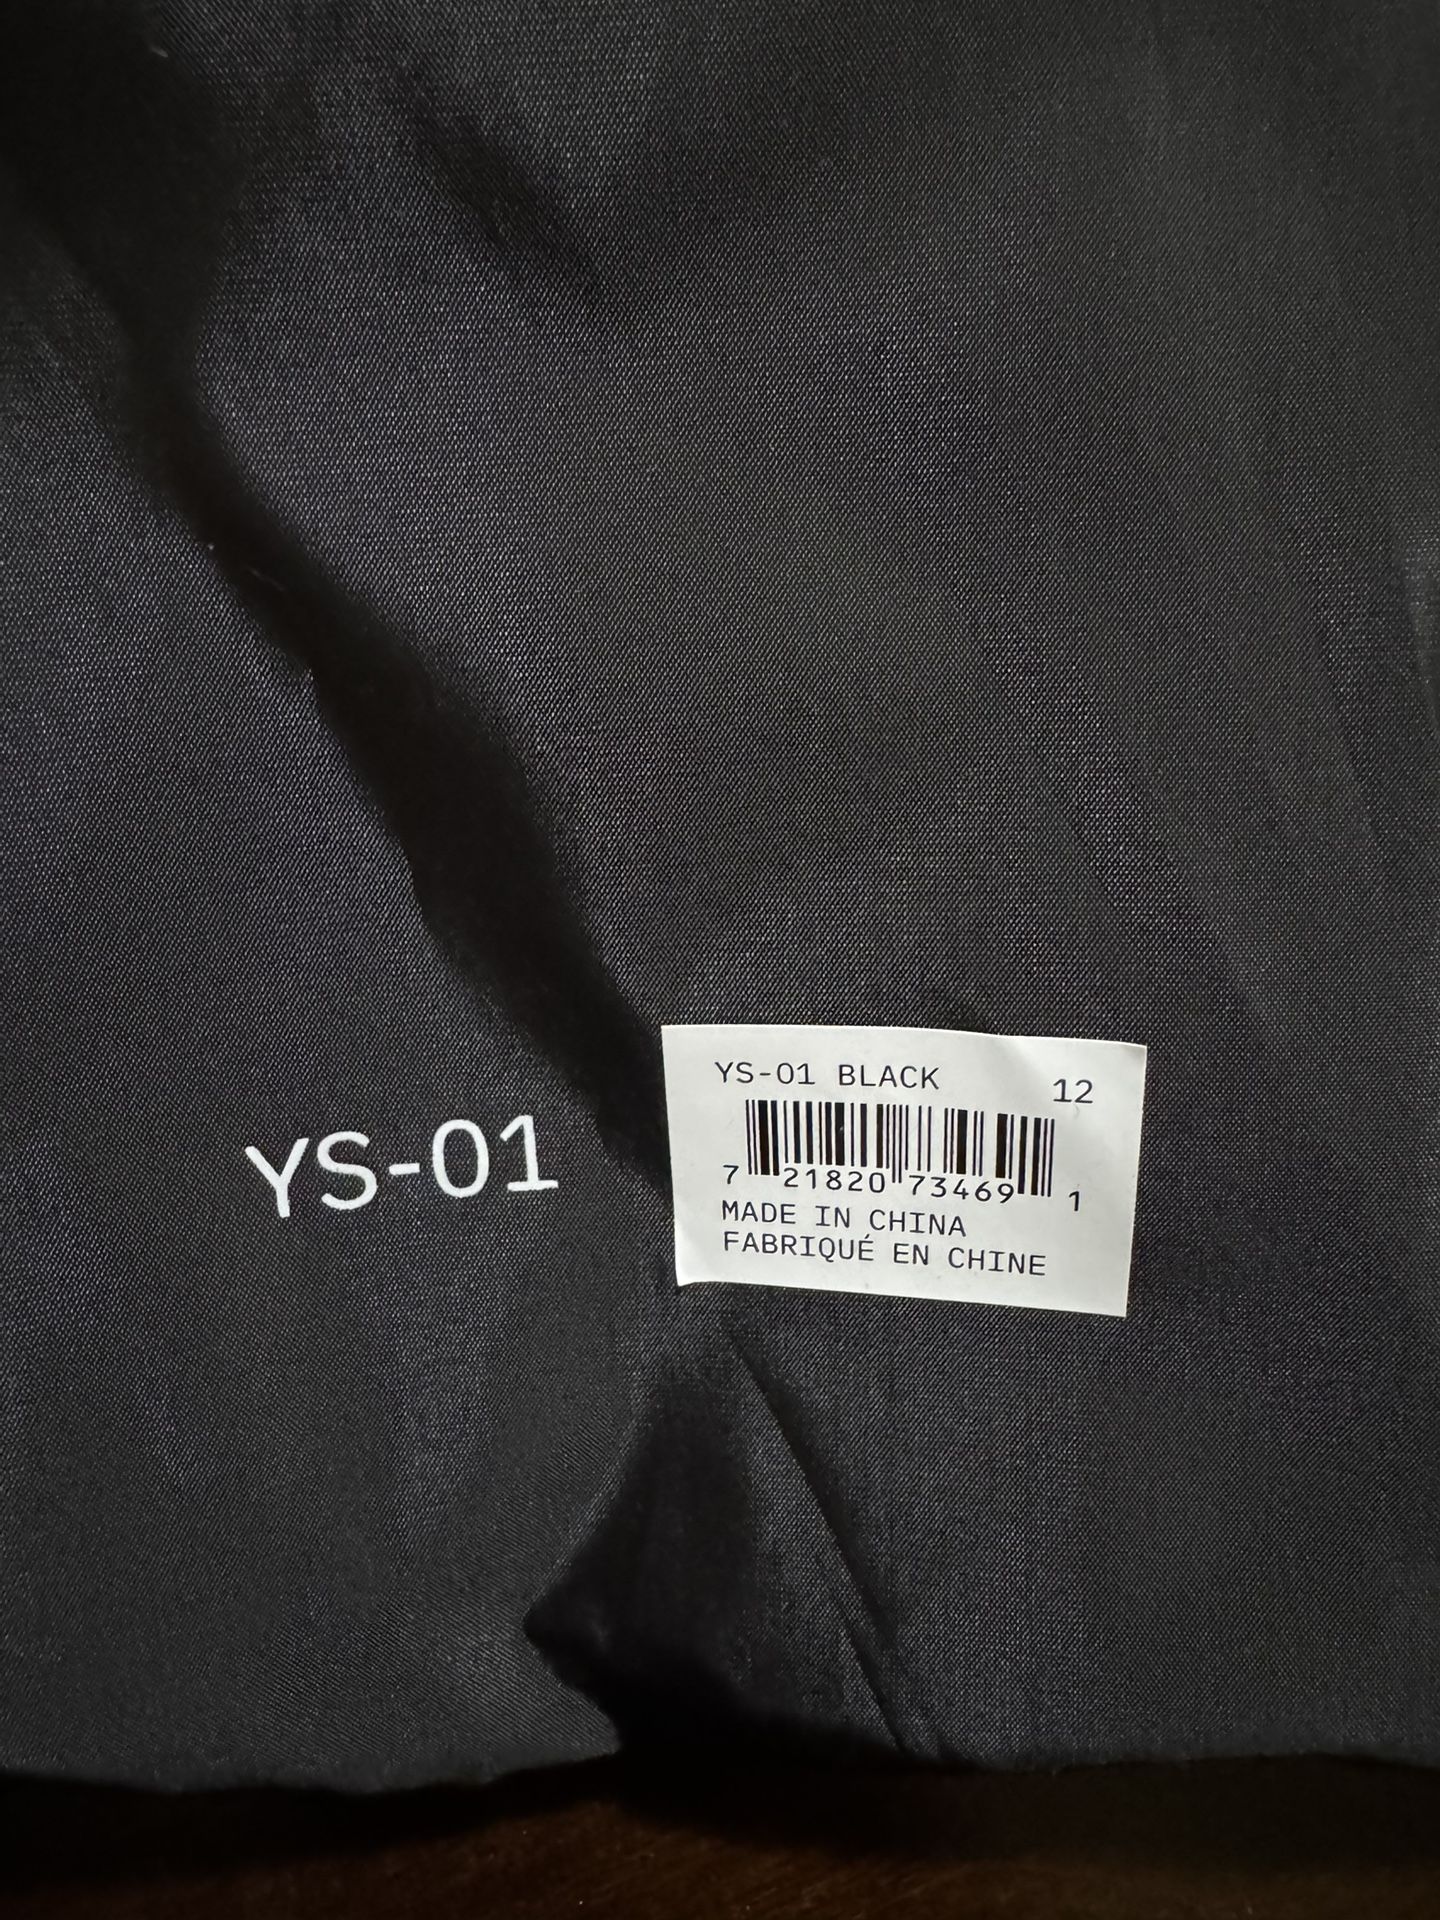 YS-01
YS-01 BLACK 12
7 21820 73469 1
MADE IN CHINA
FABRIQUÉ EN CHINE